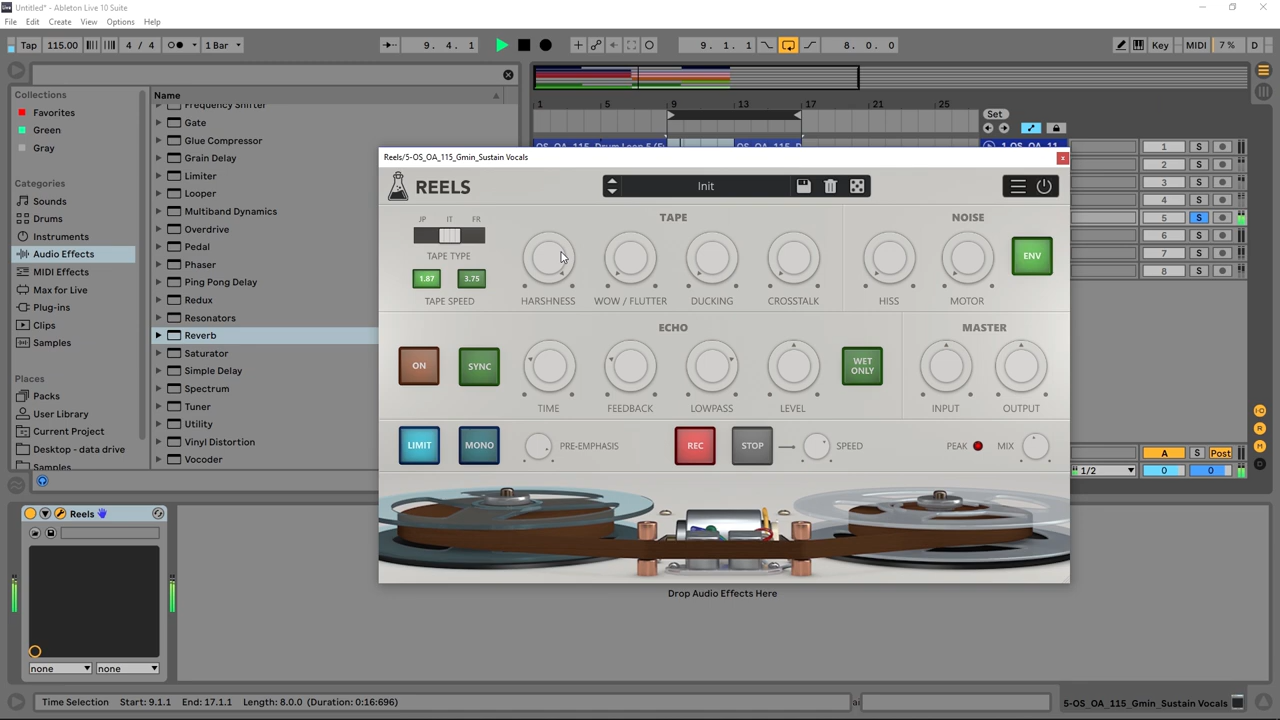 Untitled* - Ableton Live 10 Suite
File Edit Create View Options Help
Tap 115.00 4 / 4 1 Bar 9. 4. 1 9. 1. 1 8. 0. 0 Key MIDI 7 % D
Collections
Favorites
Green
Gray
Categories
Sounds
Drums
Instruments
Audio Effects
MIDI Effects
Max for Live
Plug-ins
Clips
Samples
Places
Packs
User Library
Current Project
Desktop - data drive
Samples
Name
Frequency Shifter
Gate
Glue Compressor
Grain Delay
Limiter
Looper
Multiband Dynamics
Overdrive
Pedal
Phaser
Ping Pong Delay
Redux
Resonators
Reverb
Saturator
Simple Delay
Spectrum
Tuner
Utility
Vinyl Distortion
Vocoder
1 5 9 13 17 21 25
Set
1 S
2 S
3 S
4 S
5 S
6 S
7 S
8 S
A S Post
1/2 0 0
Reels/5-OS_OA_115_Gmin_Sustain Vocals
REELS Init
JP IT FR TAPE NOISE
TAPE TYPE
1.87 3.75 ENV
TAPE SPEED HARSHNESS WOW / FLUTTER DUCKING CROSSTALK HISS MOTOR
ECHO MASTER
ON SYNC WET ONLY
TIME FEEDBACK LOWPASS LEVEL INPUT OUTPUT
LIMIT MONO PRE-EMPHASIS REC STOP SPEED PEAK MIX
Drop Audio Effects Here
Reels
none none
Time Selection Start: 9.1.1 End: 17.1.1 Length: 8.0.0 (Duration: 0:16:696)
5-OS_OA_115_Gmin_Sustain Vocals